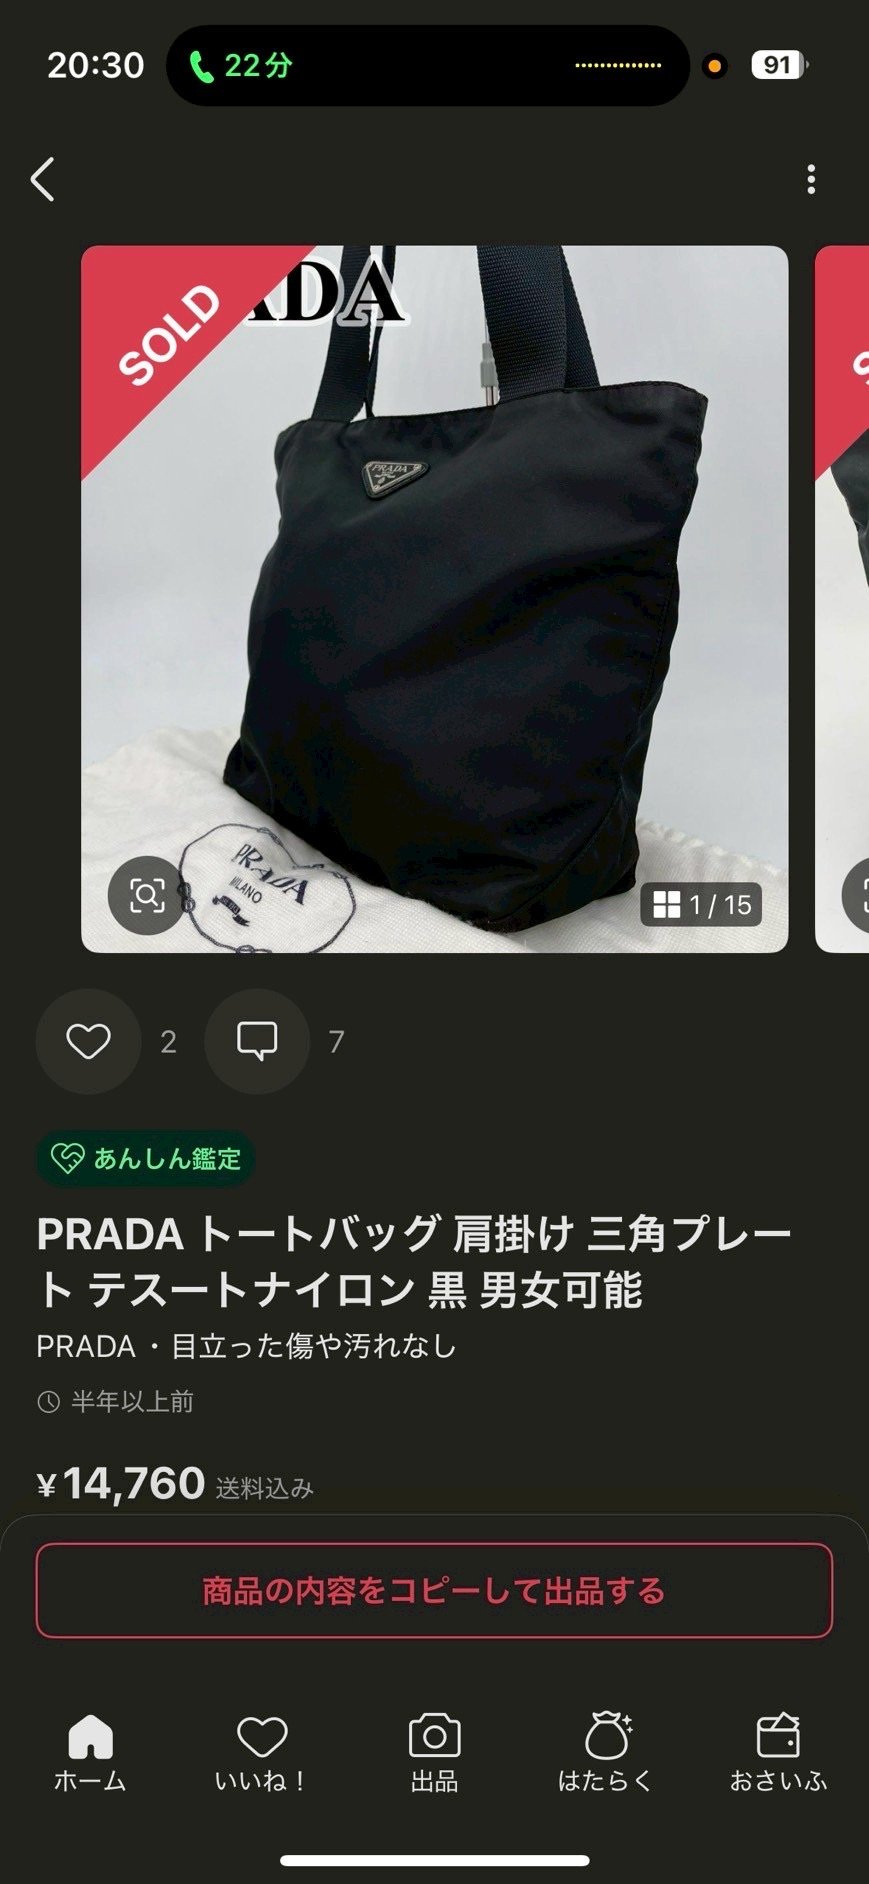 20:30
22分
91
SOLD
ADA
PRADA
PRADA
MILANO
1 / 15
2
7
あんしん鑑定
PRADA トートバッグ 肩掛け 三角プレー
ト テスートナイロン 黒 男女可能
PRADA・目立った傷や汚れなし
半年以上前
¥14,760 送料込み
商品の内容をコピーして出品する
ホーム
いいね！
出品
はたらく
おさいふ